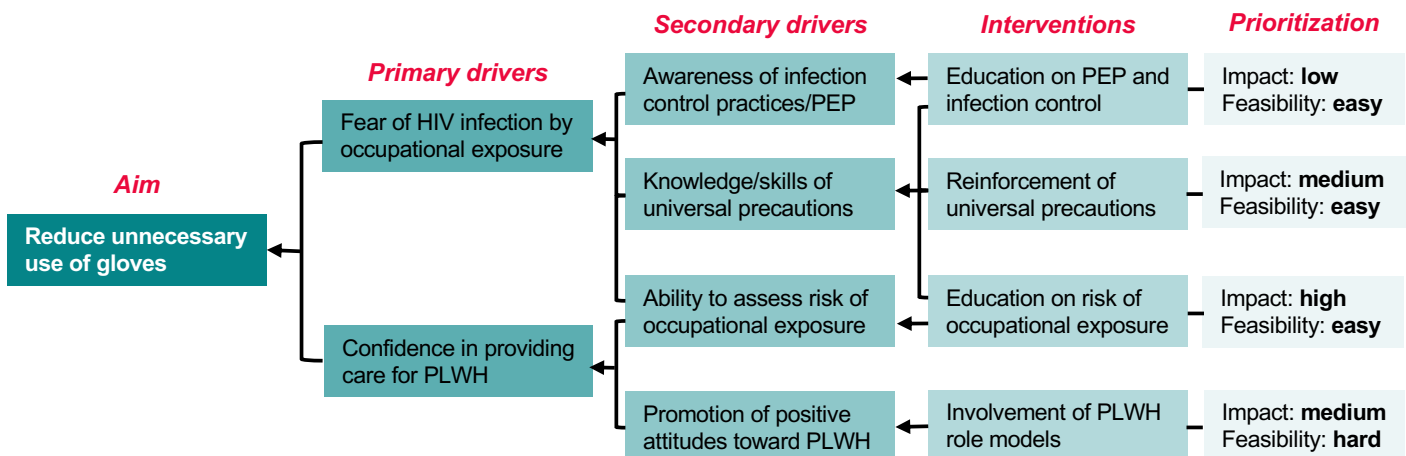 Aim
Reduce unnecessary
use of gloves
Primary drivers
Fear of HIV infection by
occupational exposure
Confidence in providing
care for PLWH
Secondary drivers
Awareness of infection
control practices/PEP
Knowledge/skills of
universal precautions
Ability to assess risk of
occupational exposure
Promotion of positive
attitudes toward PLWH
Interventions
Education on PEP and
infection control
Reinforcement of
universal precautions
Education on risk of
occupational exposure
Involvement of PLWH
role models
Prioritization
Impact: low
Feasibility: easy
Impact: medium
Feasibility: easy
Impact: high
Feasibility: easy
Impact: medium
Feasibility: hard